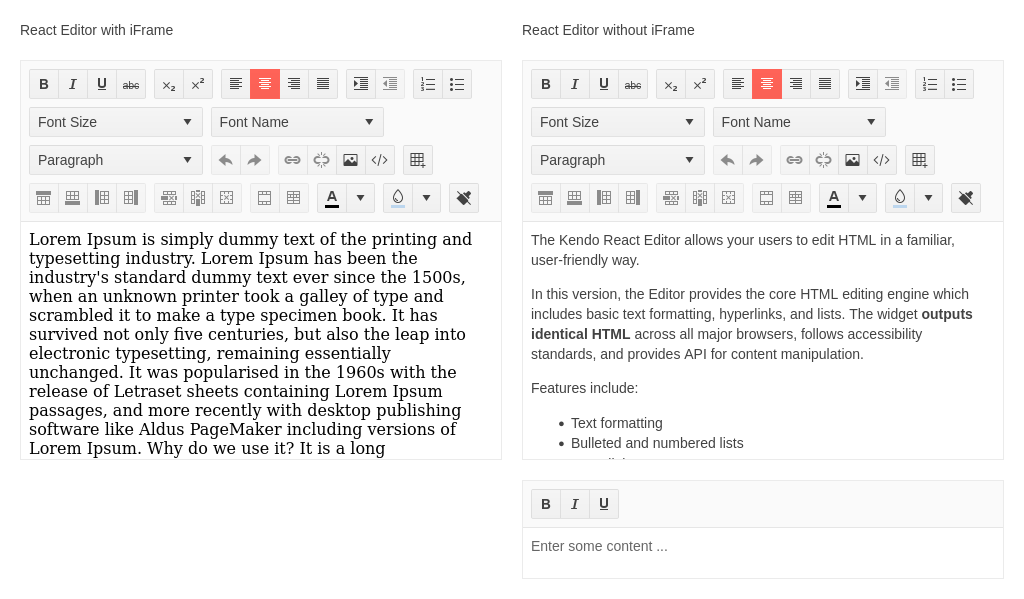 React Editor with iFrame
B I U abc x₂ x²
Font Size Font Name
Paragraph
A
Lorem Ipsum is simply dummy text of the printing and
typesetting industry. Lorem Ipsum has been the
industry's standard dummy text ever since the 1500s,
when an unknown printer took a galley of type and
scrambled it to make a type specimen book. It has
survived not only five centuries, but also the leap into
electronic typesetting, remaining essentially
unchanged. It was popularised in the 1960s with the
release of Letraset sheets containing Lorem Ipsum
passages, and more recently with desktop publishing
software like Aldus PageMaker including versions of
Lorem Ipsum. Why do we use it? It is a long
React Editor without iFrame
B I U abc x₂ x²
Font Size Font Name
Paragraph
A
The Kendo React Editor allows your users to edit HTML in a familiar,
user-friendly way.
In this version, the Editor provides the core HTML editing engine which
includes basic text formatting, hyperlinks, and lists. The widget outputs
identical HTML across all major browsers, follows accessibility
standards, and provides API for content manipulation.
Features include:
• Text formatting
• Bulleted and numbered lists
B I U
Enter some content ...